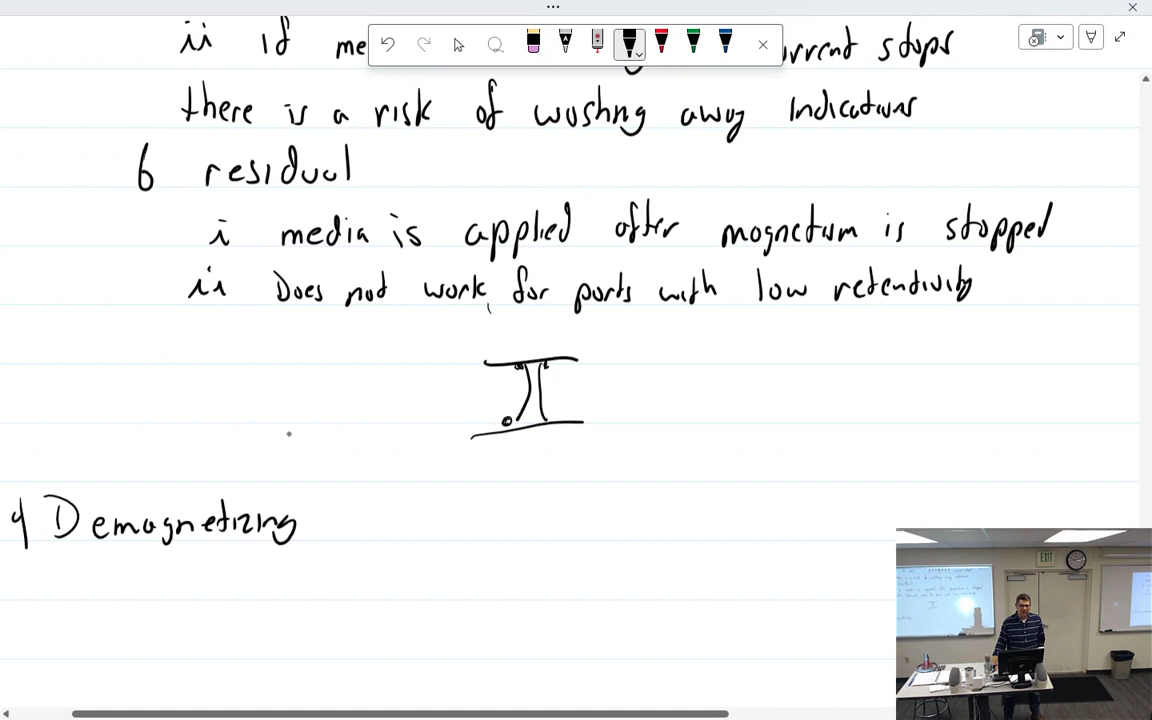 ii if me urrent stops
there is a risk of washing away Indications
6 residual
i media is applied after magnetism is stopped
ii Does not work for parts with low retentivity
4 Demagnetizing
EXIT